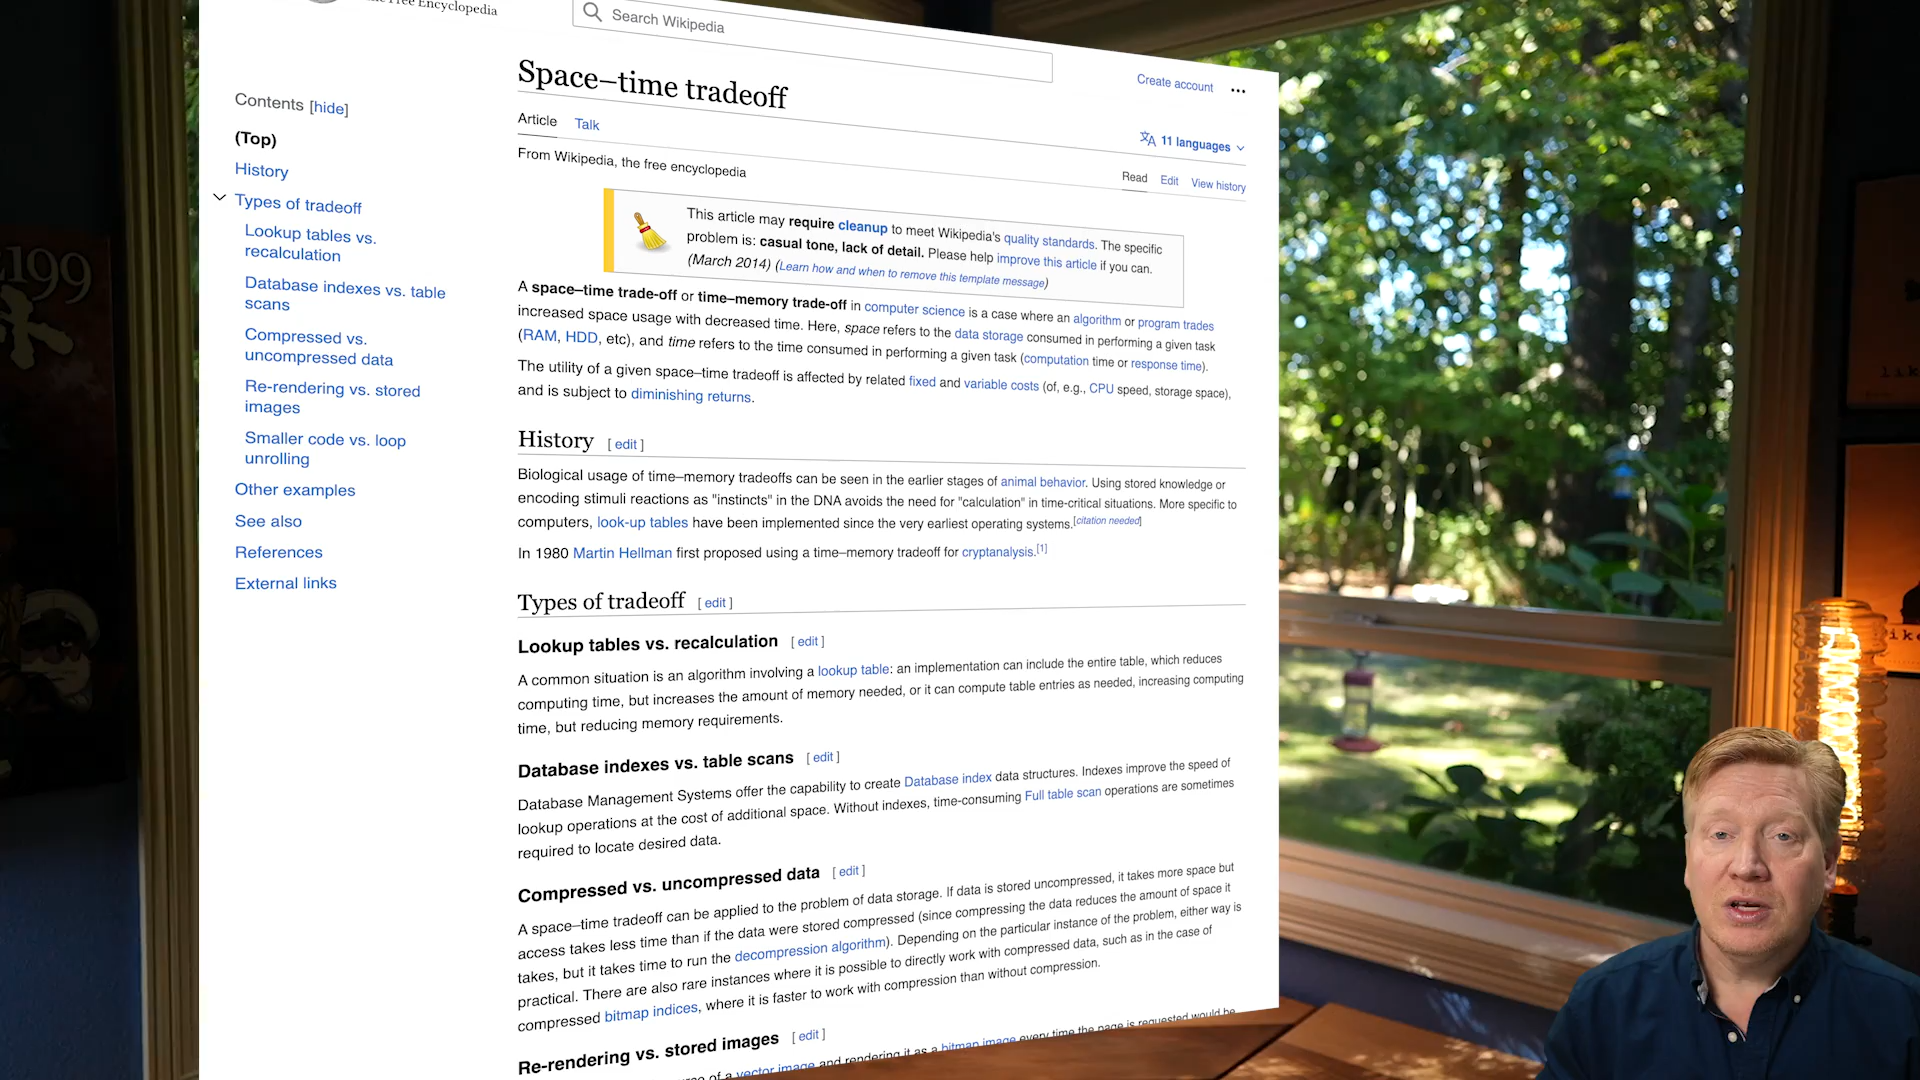 The Free Encyclopedia
Search Wikipedia
Create account
Space–time tradeoff
Article Talk
11 languages
From Wikipedia, the free encyclopedia
Read Edit View history
Contents [hide]
(Top)
History
Types of tradeoff
Lookup tables vs.
recalculation
Database indexes vs. table
scans
Compressed vs.
uncompressed data
Re-rendering vs. stored
images
Smaller code vs. loop
unrolling
Other examples
See also
References
External links
This article may require cleanup to meet Wikipedia's quality standards. The specific
problem is: casual tone, lack of detail. Please help improve this article if you can.
(March 2014) (Learn how and when to remove this template message)
A space–time trade-off or time–memory trade-off in computer science is a case where an algorithm or program trades
increased space usage with decreased time. Here, space refers to the data storage consumed in performing a given task
(RAM, HDD, etc), and time refers to the time consumed in performing a given task (computation time or response time).
The utility of a given space–time tradeoff is affected by related fixed and variable costs (of, e.g., CPU speed, storage space),
and is subject to diminishing returns.
History [ edit ]
Biological usage of time–memory tradeoffs can be seen in the earlier stages of animal behavior. Using stored knowledge or
encoding stimuli reactions as "instincts" in the DNA avoids the need for "calculation" in time-critical situations. More specific to
computers, look-up tables have been implemented since the very earliest operating systems.[citation needed]
In 1980 Martin Hellman first proposed using a time–memory tradeoff for cryptanalysis.[1]
Types of tradeoff [ edit ]
Lookup tables vs. recalculation [ edit ]
A common situation is an algorithm involving a lookup table: an implementation can include the entire table, which reduces
computing time, but increases the amount of memory needed, or it can compute table entries as needed, increasing computing
time, but reducing memory requirements.
Database indexes vs. table scans [ edit ]
Database Management Systems offer the capability to create Database index data structures. Indexes improve the speed of
lookup operations at the cost of additional space. Without indexes, time-consuming Full table scan operations are sometimes
required to locate desired data.
Compressed vs. uncompressed data [ edit ]
A space–time tradeoff can be applied to the problem of data storage. If data is stored uncompressed, it takes more space but
access takes less time than if the data were stored compressed (since compressing the data reduces the amount of space it
takes, but it takes time to run the decompression algorithm). Depending on the particular instance of the problem, either way is
practical. There are also rare instances where it is possible to directly work with compressed data, such as in the case of
compressed bitmap indices, where it is faster to work with compression than without compression.
Re-rendering vs. stored images [ edit ]
of a vector image and rendering it as a bitmap image every time the page is requested would be
199